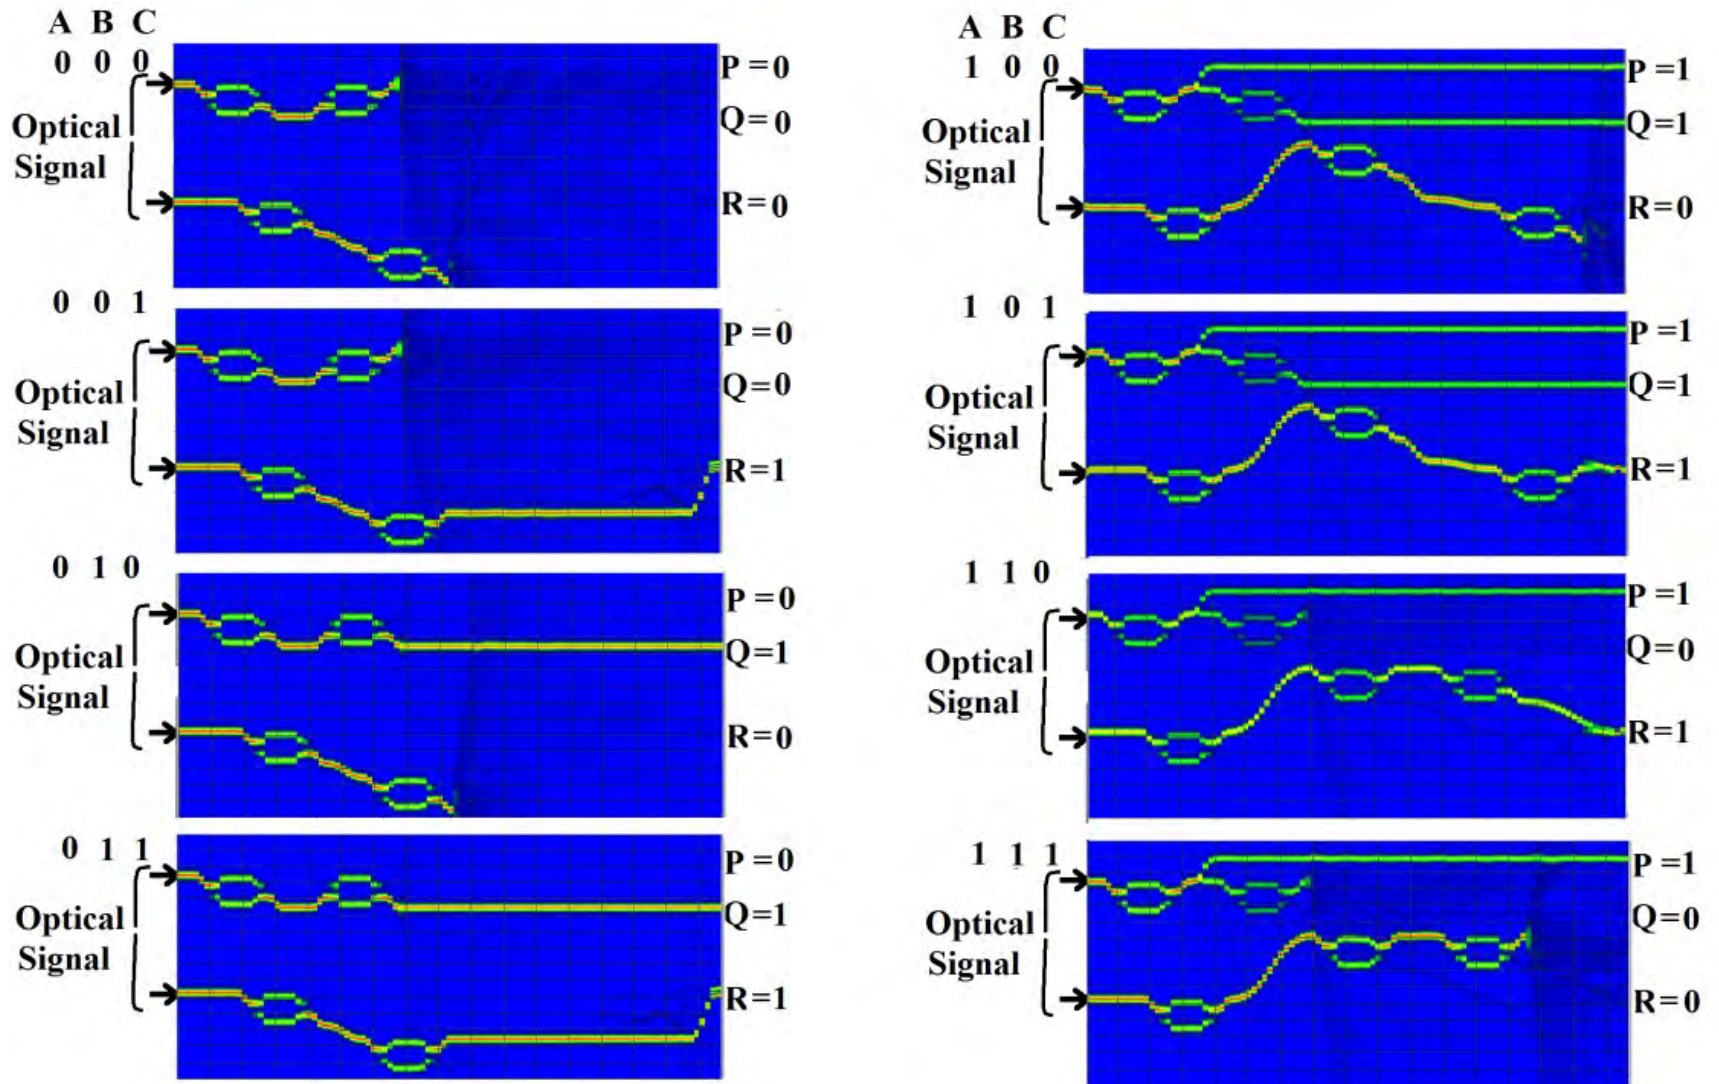 A B C
0 0 0
Optical
Signal
P =0
Q=0
R=0
0 0 1
Optical
Signal
P =0
Q=0
R=1
0 1 0
Optical
Signal
P =0
Q=1
R=0
0 1 1
Optical
Signal
P =0
Q=1
R=1
A B C
1 0 0
Optical
Signal
P =1
Q=1
R=0
1 0 1
Optical
Signal
P =1
Q=1
R=1
1 1 0
Optical
Signal
P =1
Q=0
R=1
1 1 1
Optical
Signal
P =1
Q=0
R=0